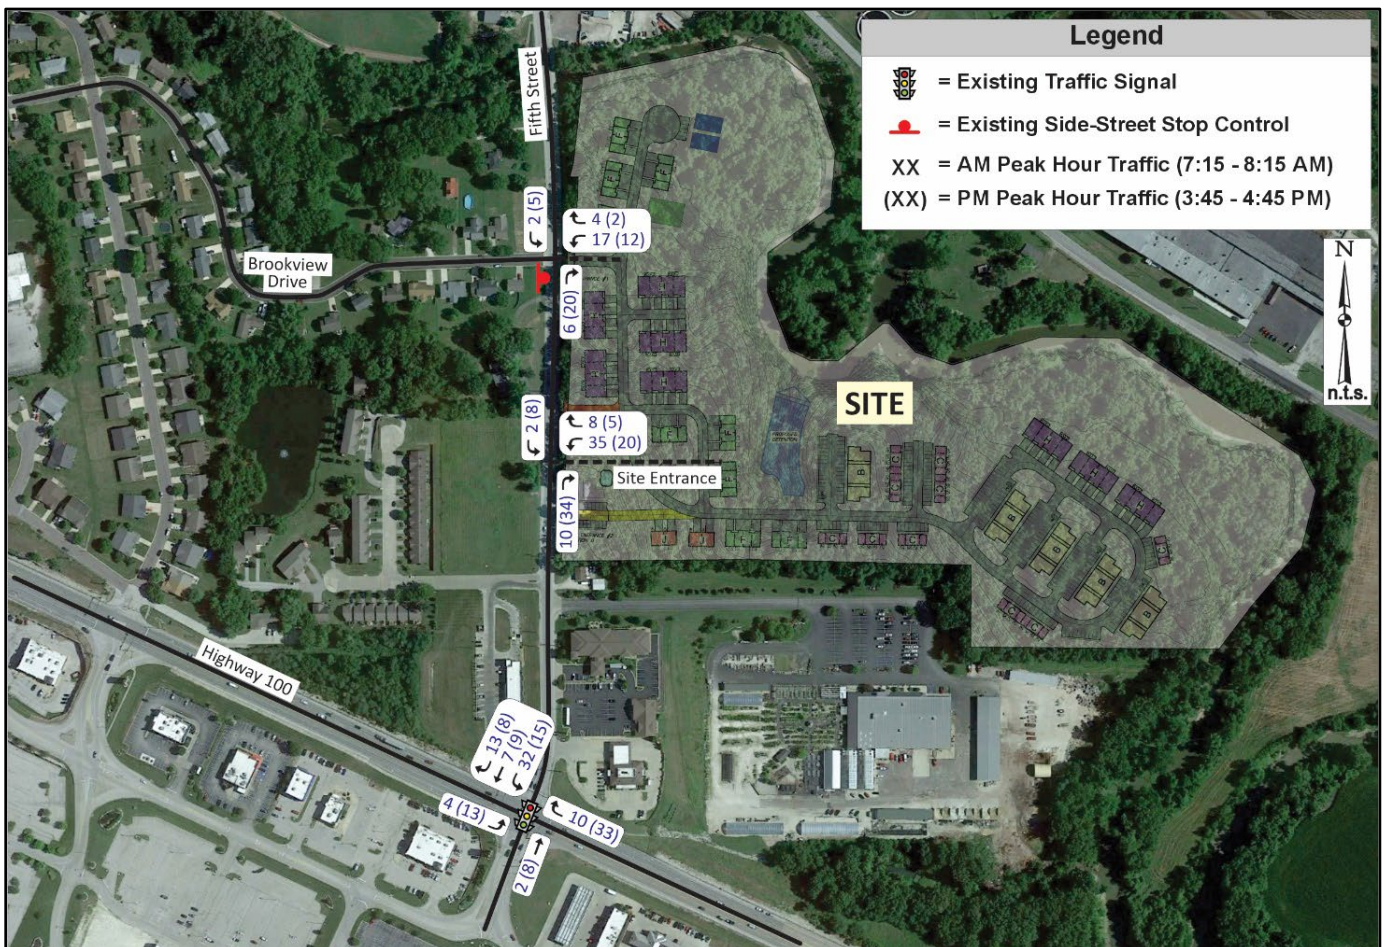 Legend
= Existing Traffic Signal
= Existing Side-Street Stop Control
XX = AM Peak Hour Traffic (7:15 - 8:15 AM)
(XX) = PM Peak Hour Traffic (3:45 - 4:45 PM)
N
n.t.s.
Fifth Street
2 (5)
4 (2)
17 (12)
Brookview
Drive
6 (20)
SITE
2 (8)
8 (5)
35 (20)
Site Entrance
10 (34)
B
B
B
B
B
Highway 100
13 (8)
7 (9)
32 (15)
4 (13)
10 (33)
2 (8)